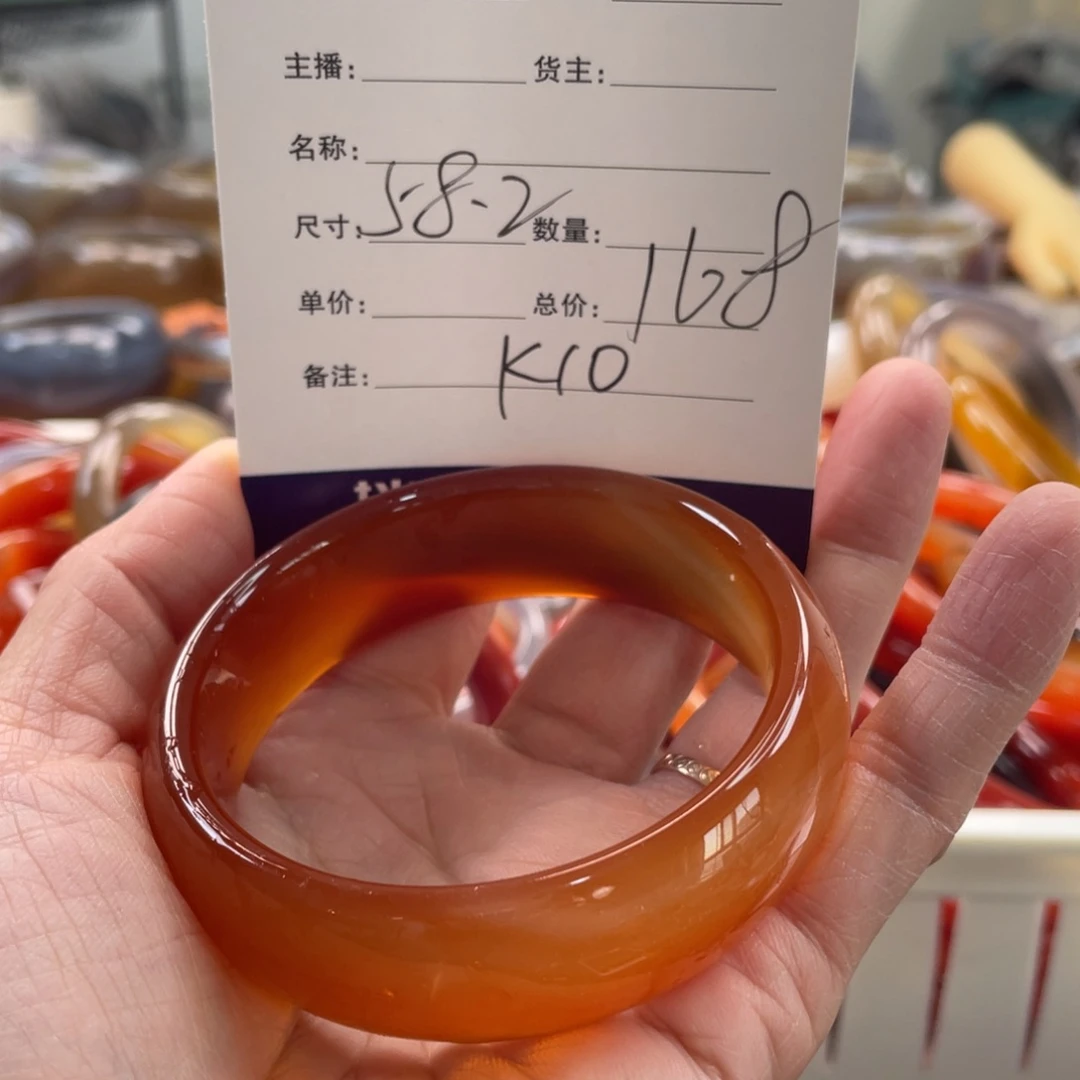 主播： 货主：
名称：
尺寸：58.2 数量：
单价： 总价：168
备注：K10